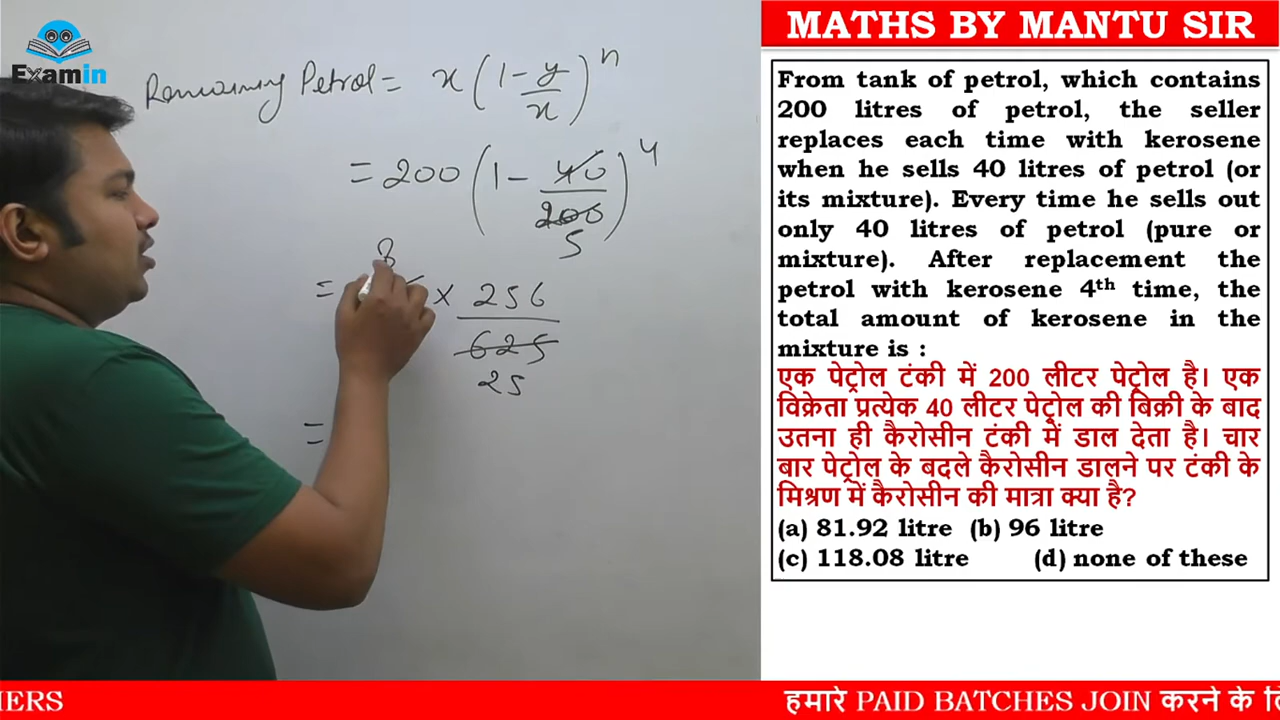 Examin
Remaining Petrol = x(1-y/x)^n
= 200(1-40/200)^4
5
8
=
× 256/625
25
=
MATHS BY MANTU SIR
From tank of petrol, which contains
200 litres of petrol, the seller
replaces each time with kerosene
when he sells 40 litres of petrol (or
its mixture). Every time he sells out
only 40 litres of petrol (pure or
mixture). After replacement the
petrol with kerosene 4th time, the
total amount of kerosene in the
mixture is :
एक पेट्रोल टंकी में 200 लीटर पेट्रोल है। एक
विक्रेता प्रत्येक 40 लीटर पेट्रोल की बिक्री के बाद
उतना ही कैरोसीन टंकी में डाल देता है। चार
बार पेट्रोल के बदले कैरोसीन डालने पर टंकी के
मिश्रण में कैरोसीन की मात्रा क्या है?
(a) 81.92 litre (b) 96 litre
(c) 118.08 litre (d) none of these
HERS हमारे PAID BATCHES JOIN करने के